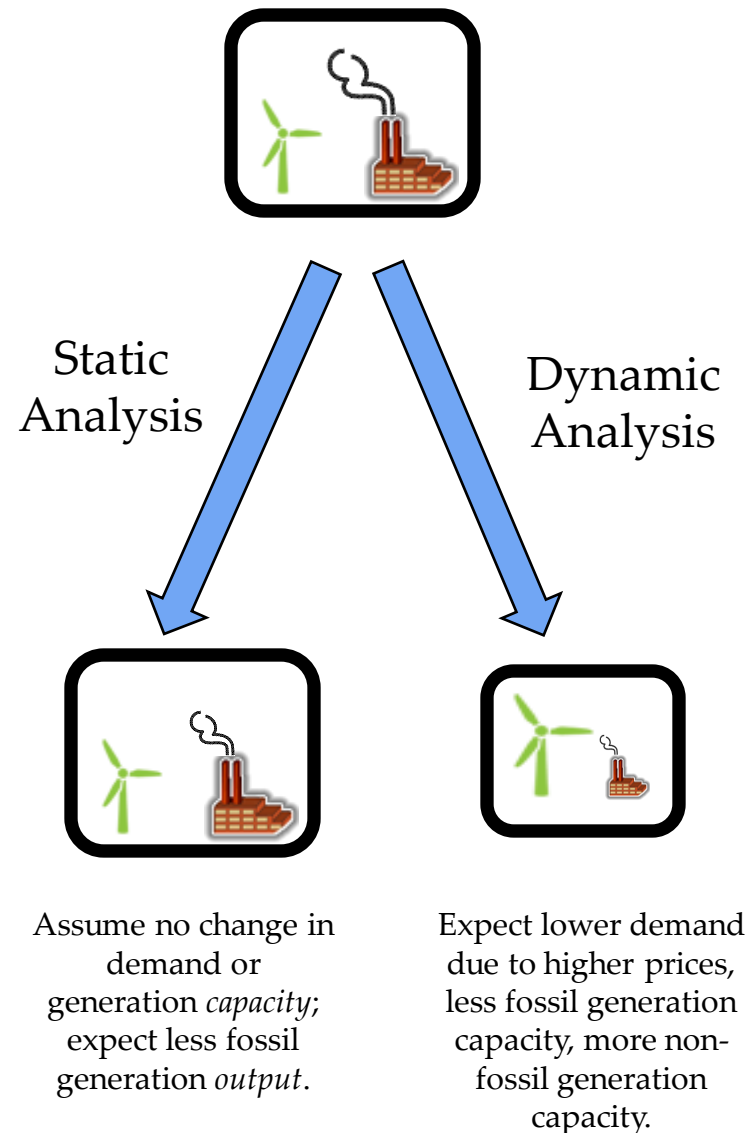 Static
Analysis
Dynamic
Analysis
Assume no change in
demand or
generation capacity;
expect less fossil
generation output.
Expect lower demand
due to higher prices,
less fossil generation
capacity, more non-
fossil generation
capacity.